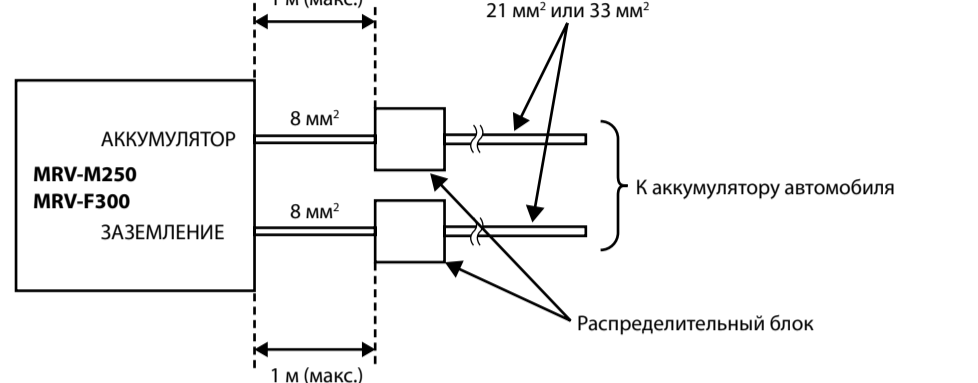 1 м (макс.)
21 мм² или 33 мм²
8 мм²
АККУМУЛЯТОР
MRV-M250
MRV-F300
К аккумулятору автомобиля
8 мм²
ЗАЗЕМЛЕНИЕ
Распределительный блок
1 м (макс.)